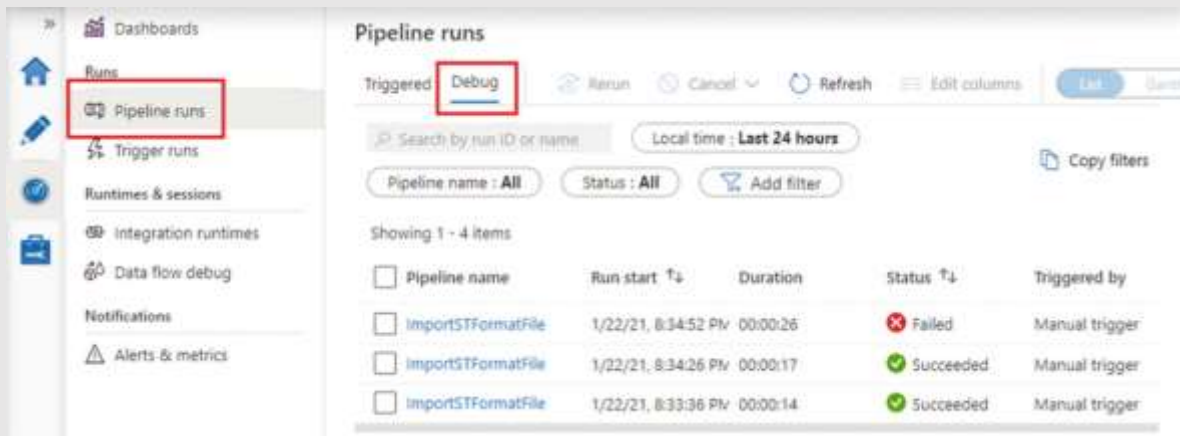 Dashboards
Runs
Pipeline runs
Trigger runs
Runtimes & sessions
Integration runtimes
Data flow debug
Notifications
Alerts & metrics
Pipeline runs
Triggered Debug Rerun Cancel Refresh Edit columns List
Search by run ID or name Local time : Last 24 hours
Pipeline name : All Status : All Add filter Copy filters
Showing 1 - 4 items
Pipeline name Run start Duration Status Triggered by
ImportSTFormatFile 1/22/21, 8:34:52 PM 00:00:26 Failed Manual trigger
ImportSTFormatFile 1/22/21, 8:34:26 PM 00:00:17 Succeeded Manual trigger
ImportSTFormatFile 1/22/21, 8:33:36 PM 00:00:14 Succeeded Manual trigger